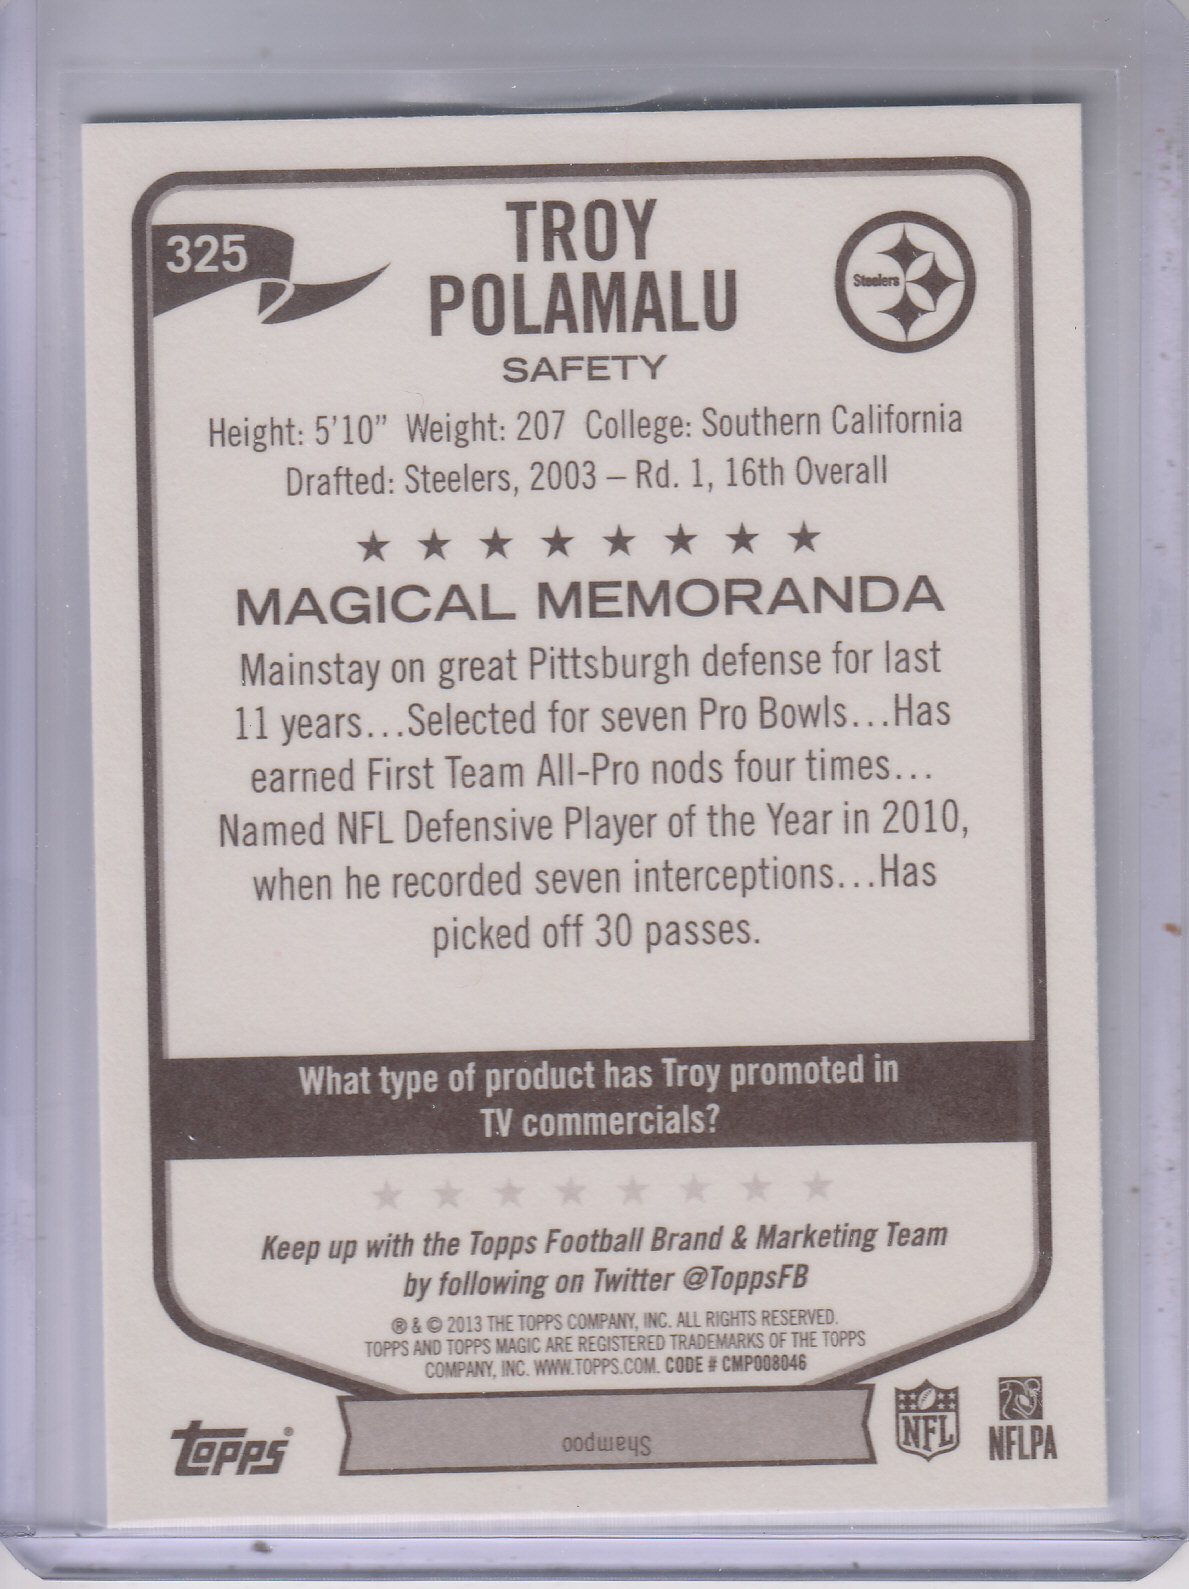 325
TROY
POLAMALU
Steelers
SAFETY
Height: 5'10” Weight: 207 College: Southern California
Drafted: Steelers, 2003 – Rd. 1, 16th Overall
★ ★ ★ ★ ★ ★ ★ ★
MAGICAL MEMORANDA
Mainstay on great Pittsburgh defense for last
11 years...Selected for seven Pro Bowls...Has
earned First Team All-Pro nods four times...
Named NFL Defensive Player of the Year in 2010,
when he recorded seven interceptions...Has
picked off 30 passes.
What type of product has Troy promoted in
TV commercials?
★ ★ ★ ★ ★ ★ ★ ★
Keep up with the Topps Football Brand & Marketing Team
by following on Twitter @ToppsFB
® & © 2013 THE TOPPS COMPANY, INC. ALL RIGHTS RESERVED.
TOPPS AND TOPPS MAGIC ARE REGISTERED TRADEMARKS OF THE TOPPS
COMPANY, INC. WWW.TOPPS.COM. CODE # CMP008046
topps®
Shampoo
NFL
NFLPA